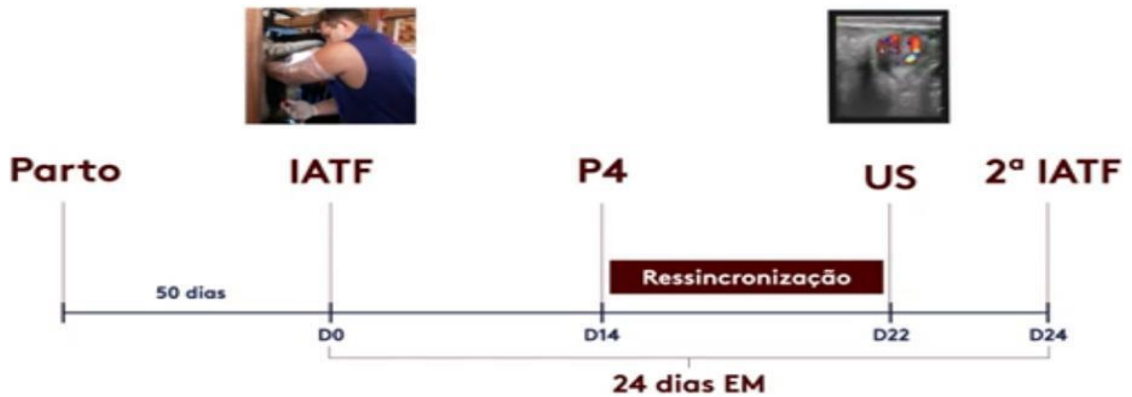 Parto IATF P4 US 2ª IATF
Ressincronização
50 dias
D0 D14 D22 D24
24 dias EM